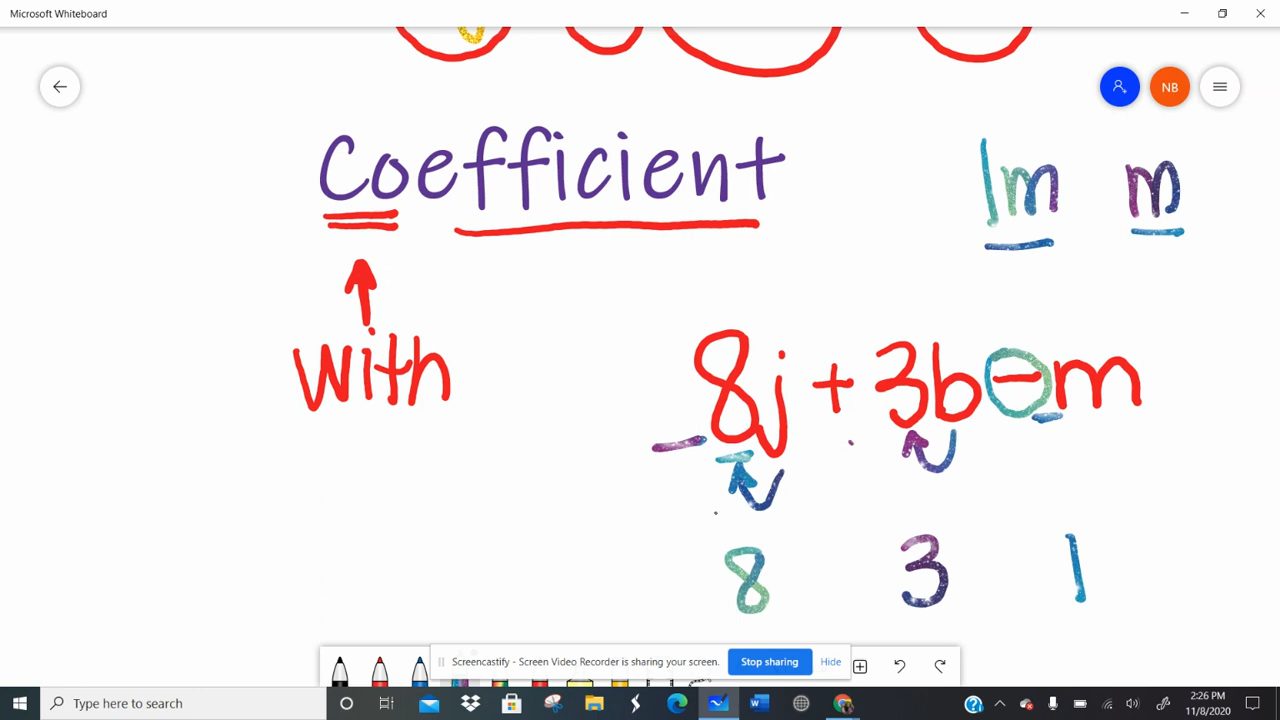 Microsoft Whiteboard
NB
Coefficient
1m m
with
8j + 3b - m
8 3 1
Screencastify - Screen Video Recorder is sharing your screen. Stop sharing Hide
Type here to search
2:26 PM
11/8/2020